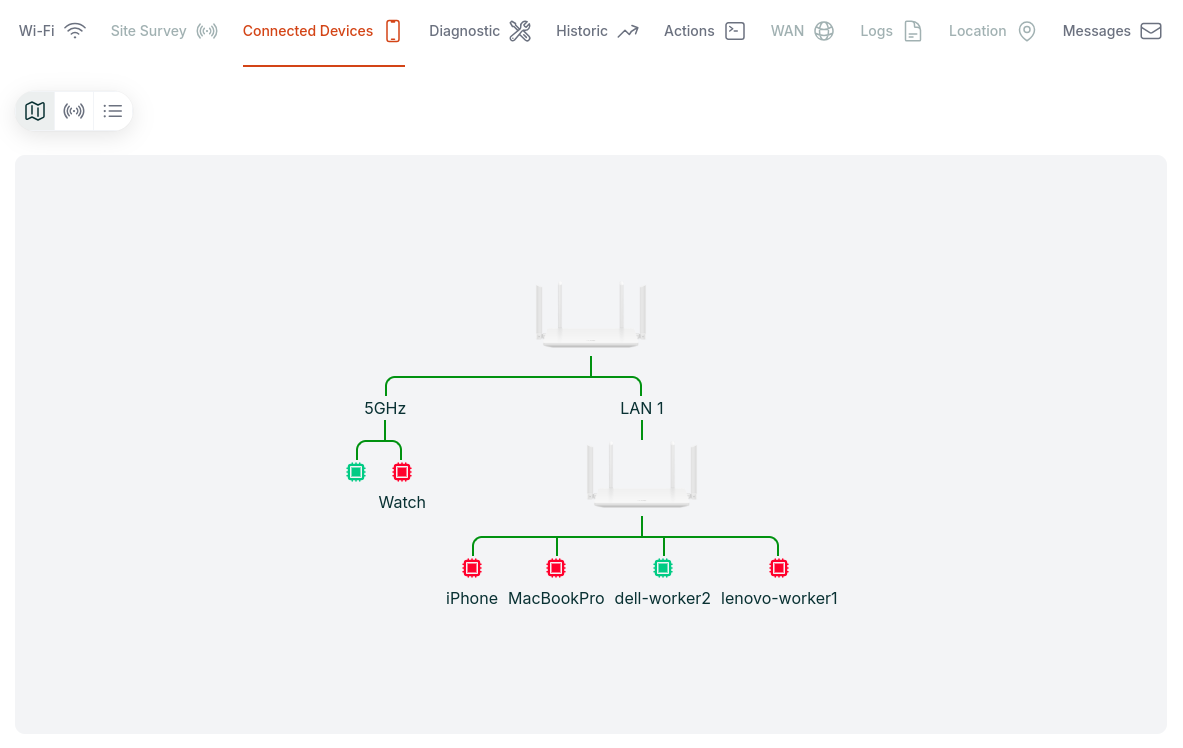 Wi-Fi Site Survey Connected Devices Diagnostic Historic Actions WAN Logs Location Messages
5GHz LAN 1
Watch
iPhone MacBookPro dell-worker2 lenovo-worker1